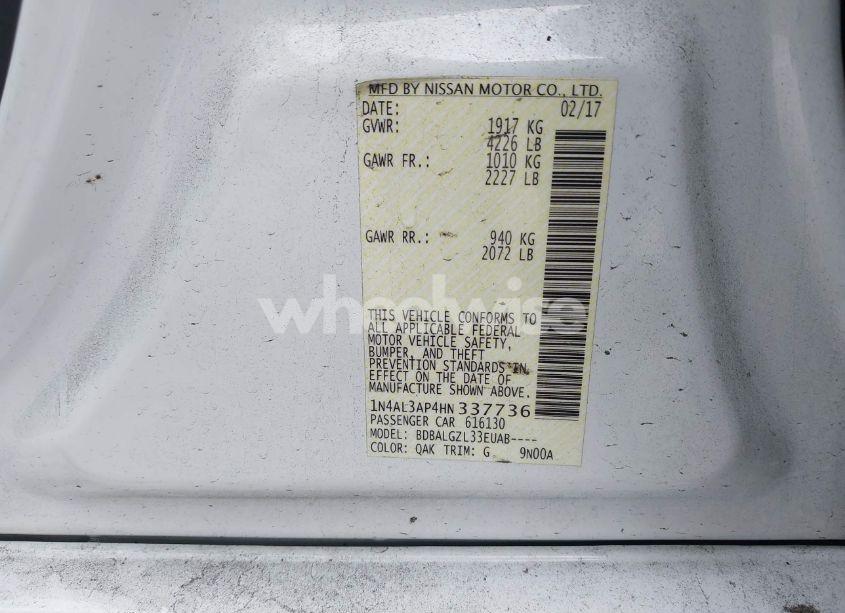 MFD BY NISSAN MOTOR CO., LTD.
DATE: 02/17
GVWR: 1917 KG
4226 LB
GAWR FR.: 1010 KG
2227 LB
GAWR RR.: 940 KG
2072 LB
wheelwise
THIS VEHICLE CONFORMS TO
ALL APPLICABLE FEDERAL
MOTOR VEHICLE SAFETY,
BUMPER, AND THEFT
PREVENTION STANDARDS IN
EFFECT ON THE DATE OF
MANUFACTURE SHOWN ABOVE.
1N4AL3AP4HN337736
PASSENGER CAR 616130
MODEL: BDBALGZL33EUAB----
COLOR: QAK TRIM: G 9N00A